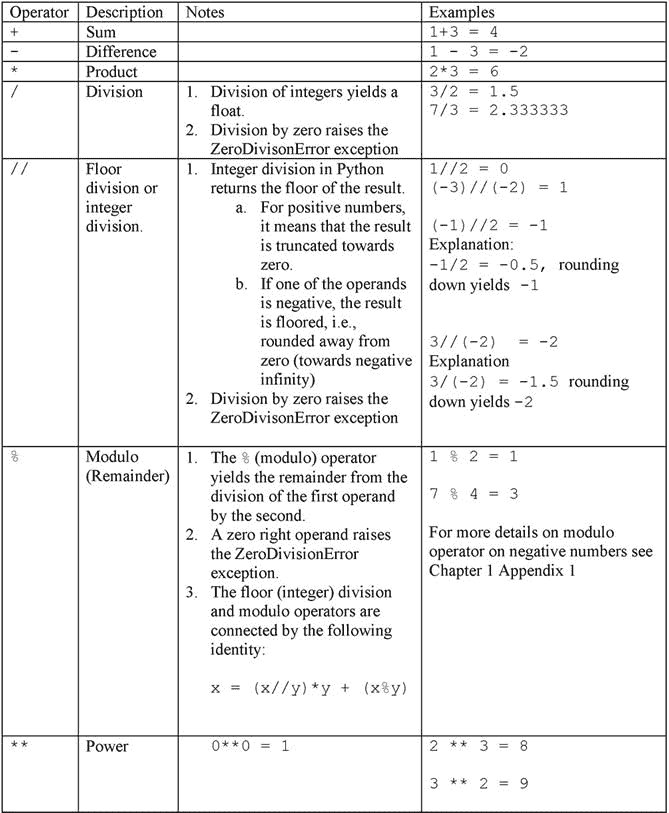 Operator Description Notes Examples
+ Sum 1+3 = 4
- Difference 1 - 3 = -2
* Product 2*3 = 6
/ Division 1. Division of integers yields a 3/2 = 1.5
float. 7/3 = 2.333333
2. Division by zero raises the
ZeroDivisonError exception
// Floor 1. Integer division in Python 1//2 = 0
division or returns the floor of the result. (-3)//(-2) = 1
integer a. For positive numbers,
division. it means that the result (-1)//2 = -1
is truncated towards Explanation:
zero. -1/2 = -0.5, rounding
b. If one of the operands down yields -1
is negative, the result
is floored, i.e.,
rounded away from 3//(-2) = -2
zero (towards negative Explanation
infinity) 3/(-2) = -1.5 rounding
2. Division by zero raises the down yields -2
ZeroDivisonError exception
% Modulo 1. The % (modulo) operator 1 % 2 = 1
(Remainder) yields the remainder from the
division of the first operand 7 % 4 = 3
by the second.
2. A zero right operand raises For more details on modulo
the ZeroDivisionError operator on negative numbers see
exception. Chapter 1 Appendix 1
3. The floor (integer) division
and modulo operators are
connected by the following
identity:
x = (x//y)*y + (x%y)
** Power 0**0 = 1 2 ** 3 = 8
3 ** 2 = 9